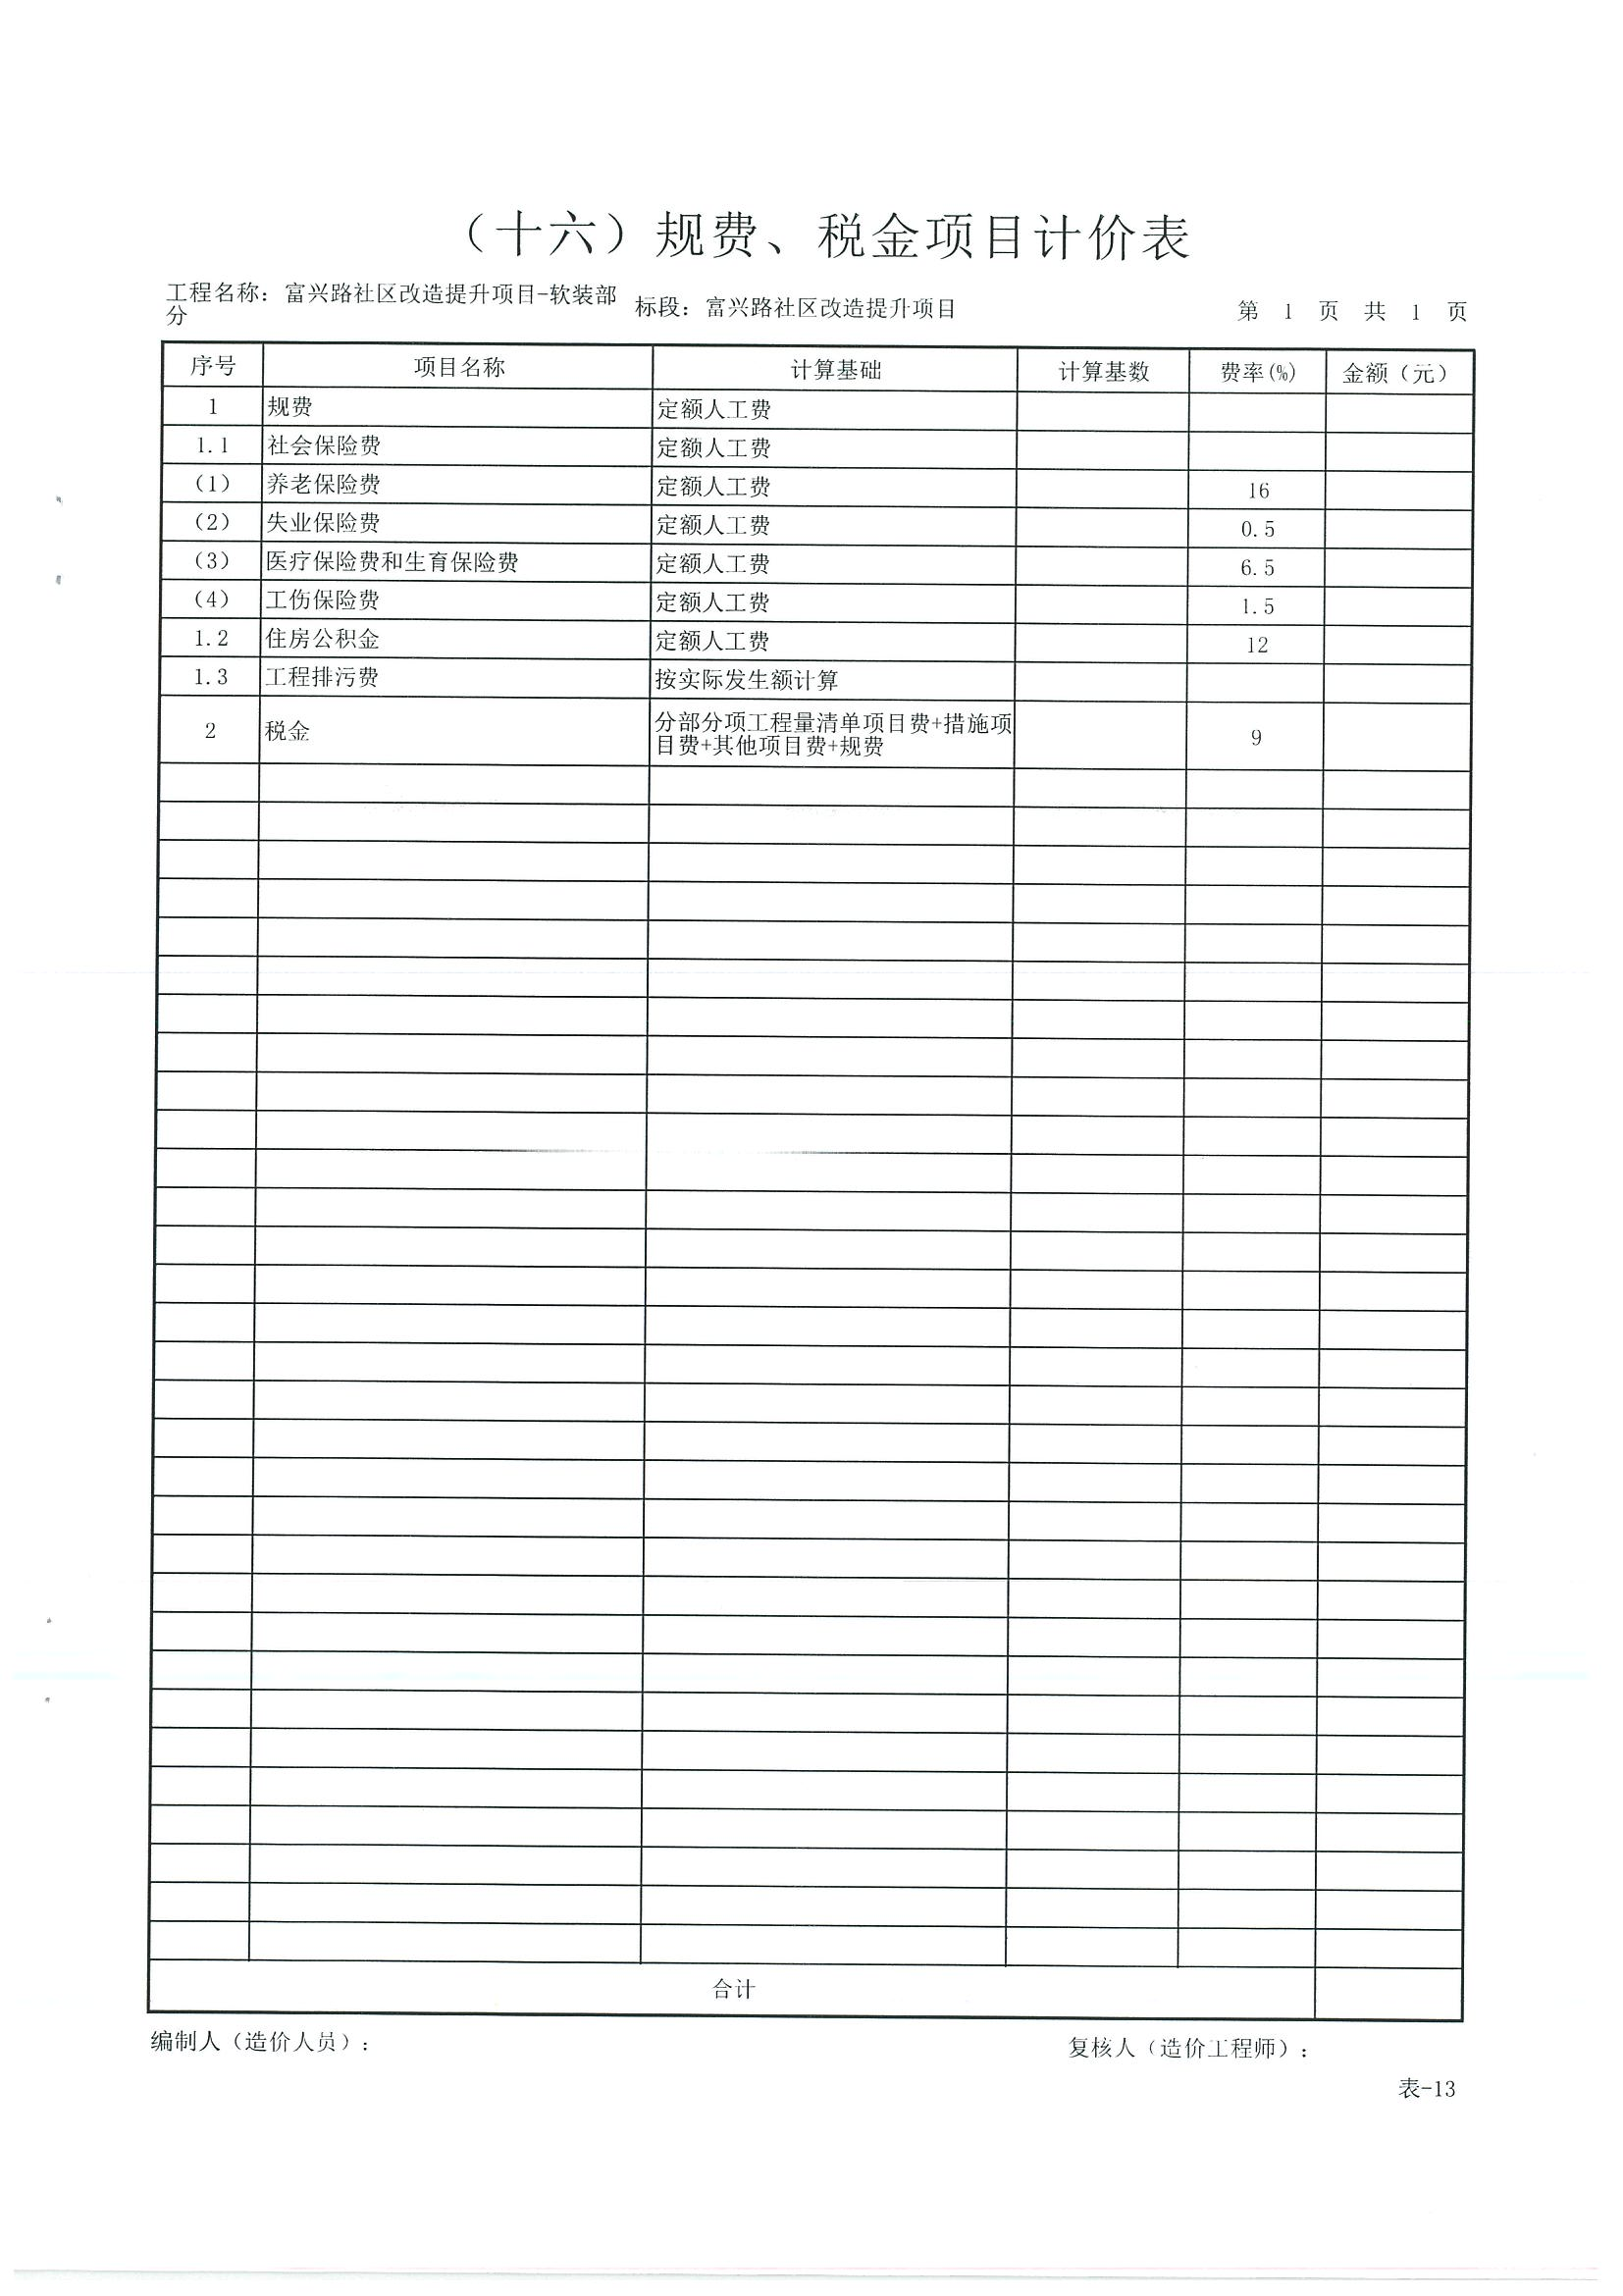 （十六）规费、税金项目计价表
工程名称：富兴路社区改造提升项目-软装部
分
标段：富兴路社区改造提升项目
第 1 页 共 1 页
序号 项目名称 计算基础 计算基数 费率(%) 金额（元）
1 规费 定额人工费
1.1 社会保险费 定额人工费
（1） 养老保险费 定额人工费 16
（2） 失业保险费 定额人工费 0.5
（3） 医疗保险费和生育保险费 定额人工费 6.5
（4） 工伤保险费 定额人工费 1.5
1.2 住房公积金 定额人工费 12
1.3 工程排污费 按实际发生额计算
2 税金 分部分项工程量清单项目费+措施项
目费+其他项目费+规费 9
合计
编制人（造价人员）： 复核人（造价工程师）：
表-13